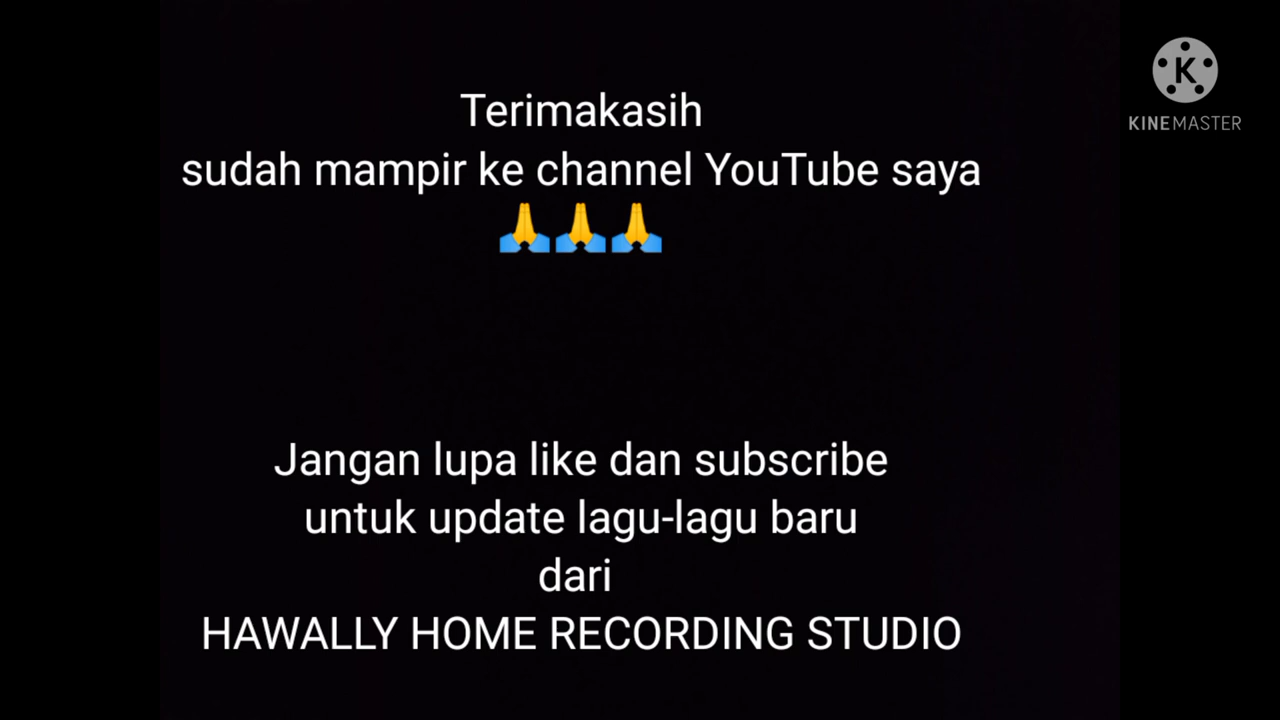 Terimakasih
sudah mampir ke channel YouTube saya
🙏🙏🙏
K
KINEMASTER
Jangan lupa like dan subscribe
untuk update lagu-lagu baru
dari
HAWALLY HOME RECORDING STUDIO